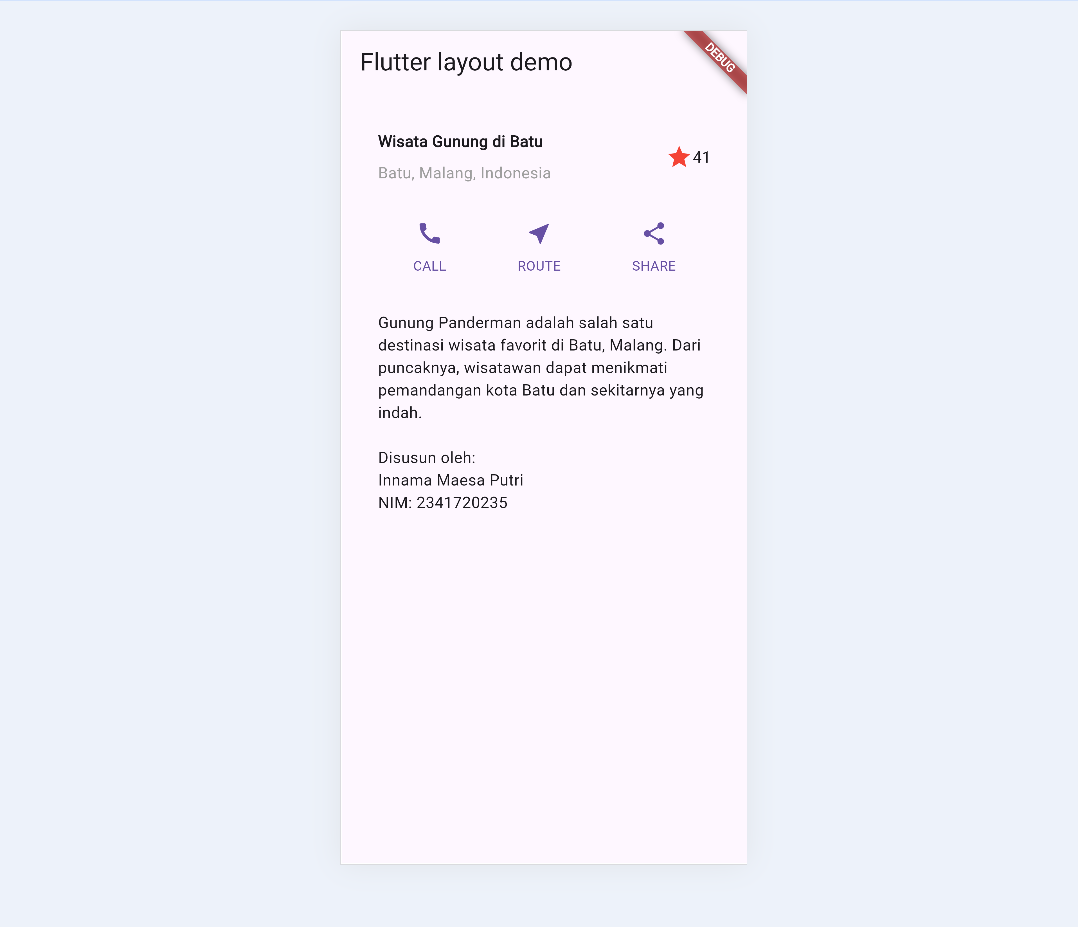 Flutter layout demo
DEBUG
Wisata Gunung di Batu
Batu, Malang, Indonesia
41
CALL
ROUTE
SHARE
Gunung Panderman adalah salah satu
destinasi wisata favorit di Batu, Malang. Dari
puncaknya, wisatawan dapat menikmati
pemandangan kota Batu dan sekitarnya yang
indah.
Disusun oleh:
Innama Maesa Putri
NIM: 2341720235